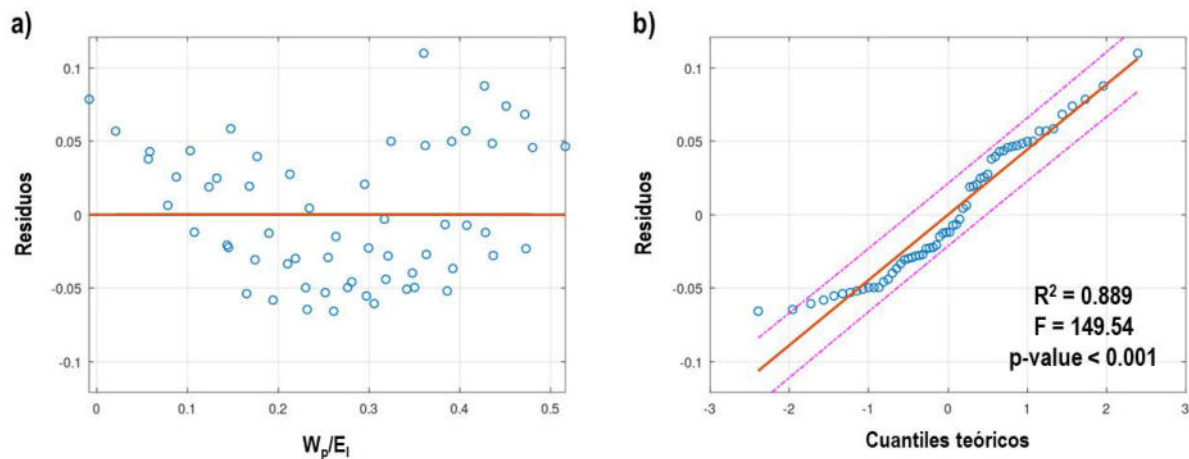 a)
Residuos
0.1
0.05
0
-0.05
-0.1
0
0.1
0.2
0.3
0.4
0.5
W_p/E_I
b)
Residuos
0.1
0.05
0
-0.05
-0.1
-3
-2
-1
0
1
2
3
Cuantiles teóricos
R² = 0.889
F = 149.54
p-value < 0.001